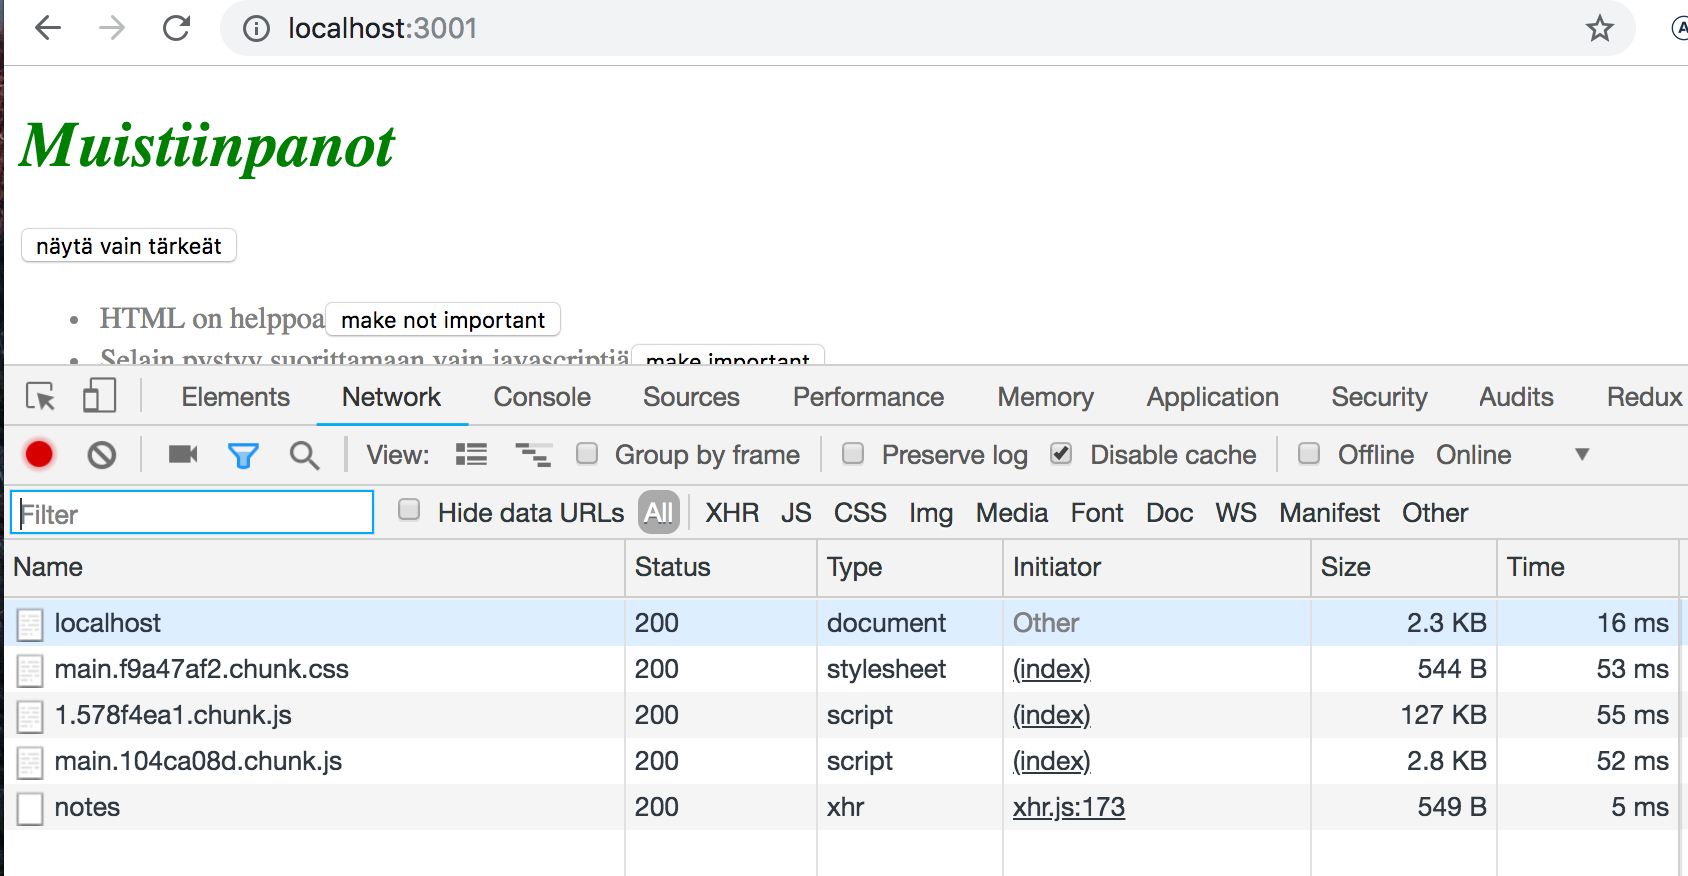 localhost:3001
Muistiinpanot
näytä vain tärkeät
HTML on helppoa make not important
Selain pystyy suorittamaan vain javascriptiä make important
Elements Network Console Sources Performance Memory Application Security Audits Redux
View: Group by frame Preserve log Disable cache Offline Online
Filter Hide data URLs All XHR JS CSS Img Media Font Doc WS Manifest Other
Name Status Type Initiator Size Time
localhost 200 document Other 2.3 KB 16 ms
main.f9a47af2.chunk.css 200 stylesheet (index) 544 B 53 ms
1.578f4ea1.chunk.js 200 script (index) 127 KB 55 ms
main.104ca08d.chunk.js 200 script (index) 2.8 KB 52 ms
notes 200 xhr xhr.js:173 549 B 5 ms